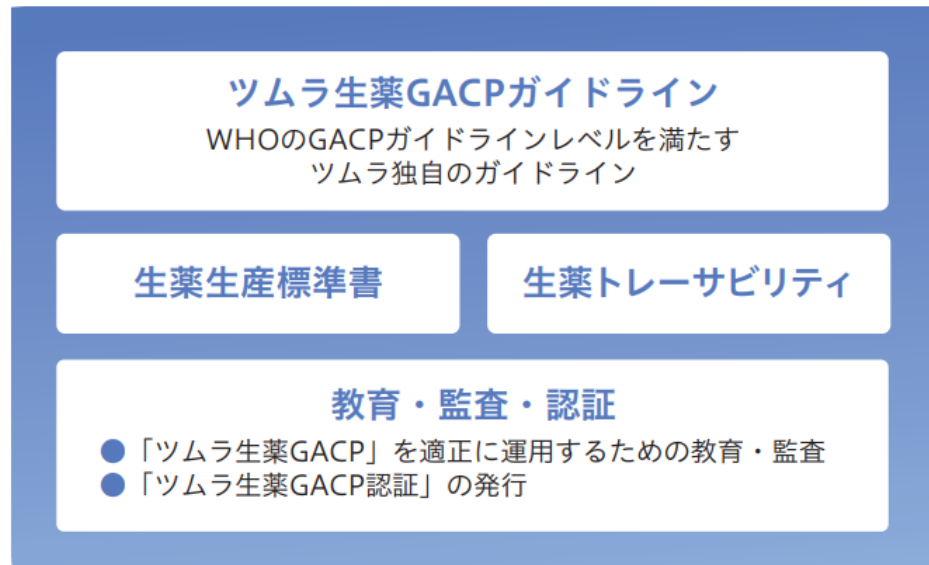 ツムラ生薬GACPガイドライン
WHOのGACPガイドラインレベルを満たす
ツムラ独自のガイドライン
生薬生産標準書
生薬トレーサビリティ
教育・監査・認証
●「ツムラ生薬GACP」を適正に運用するための教育・監査
●「ツムラ生薬GACP認証」の発行